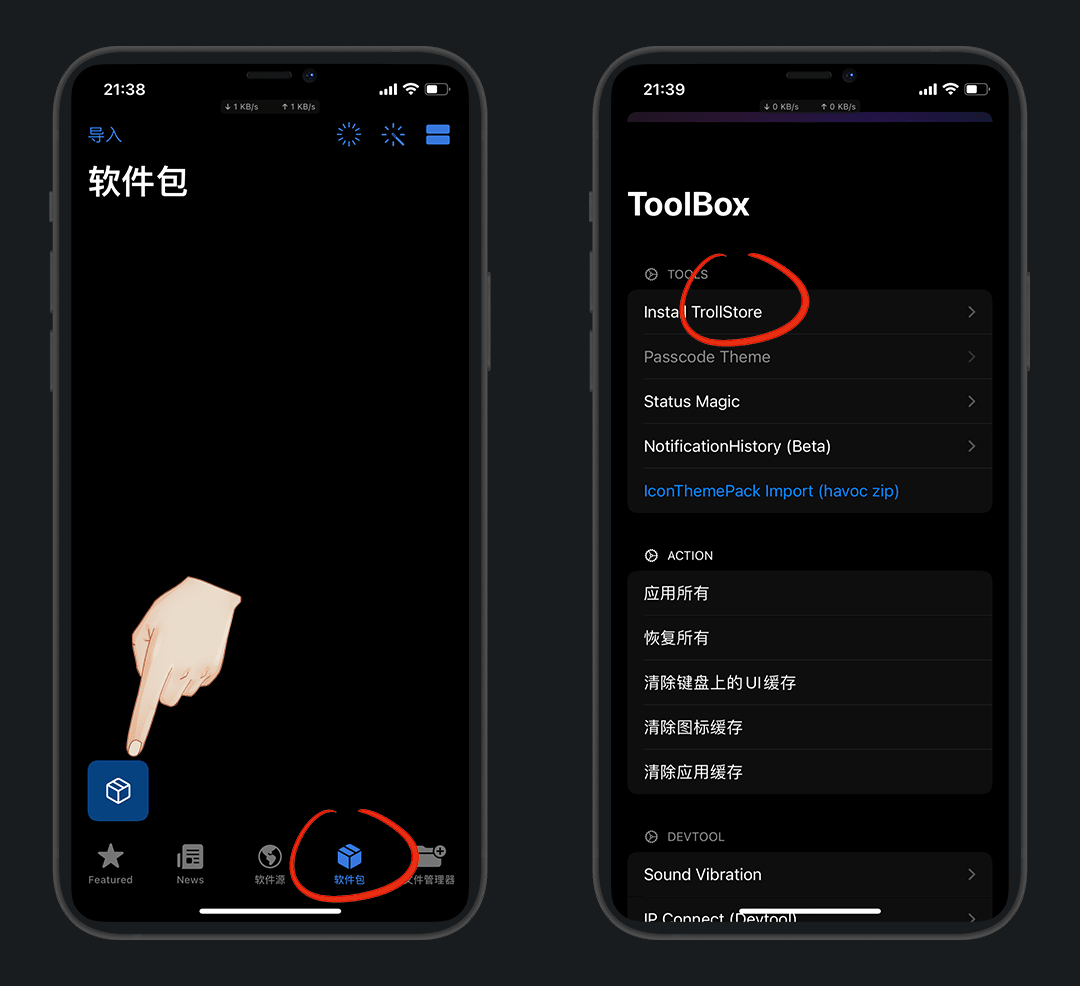 21:38
↓ 1 KB/s ↑ 1 KB/s
导入
软件包
Featured
News
软件源
软件包
文件管理器
21:39
↓ 0 KB/s ↑ 0 KB/s
ToolBox
TOOLS
Install TrollStore
Passcode Theme
Status Magic
NotificationHistory (Beta)
IconThemePack Import (havoc zip)
ACTION
应用所有
恢复所有
清除键盘上的UI缓存
清除图标缓存
清除应用缓存
DEVTOOL
Sound Vibration
IP Connect (Devtool)